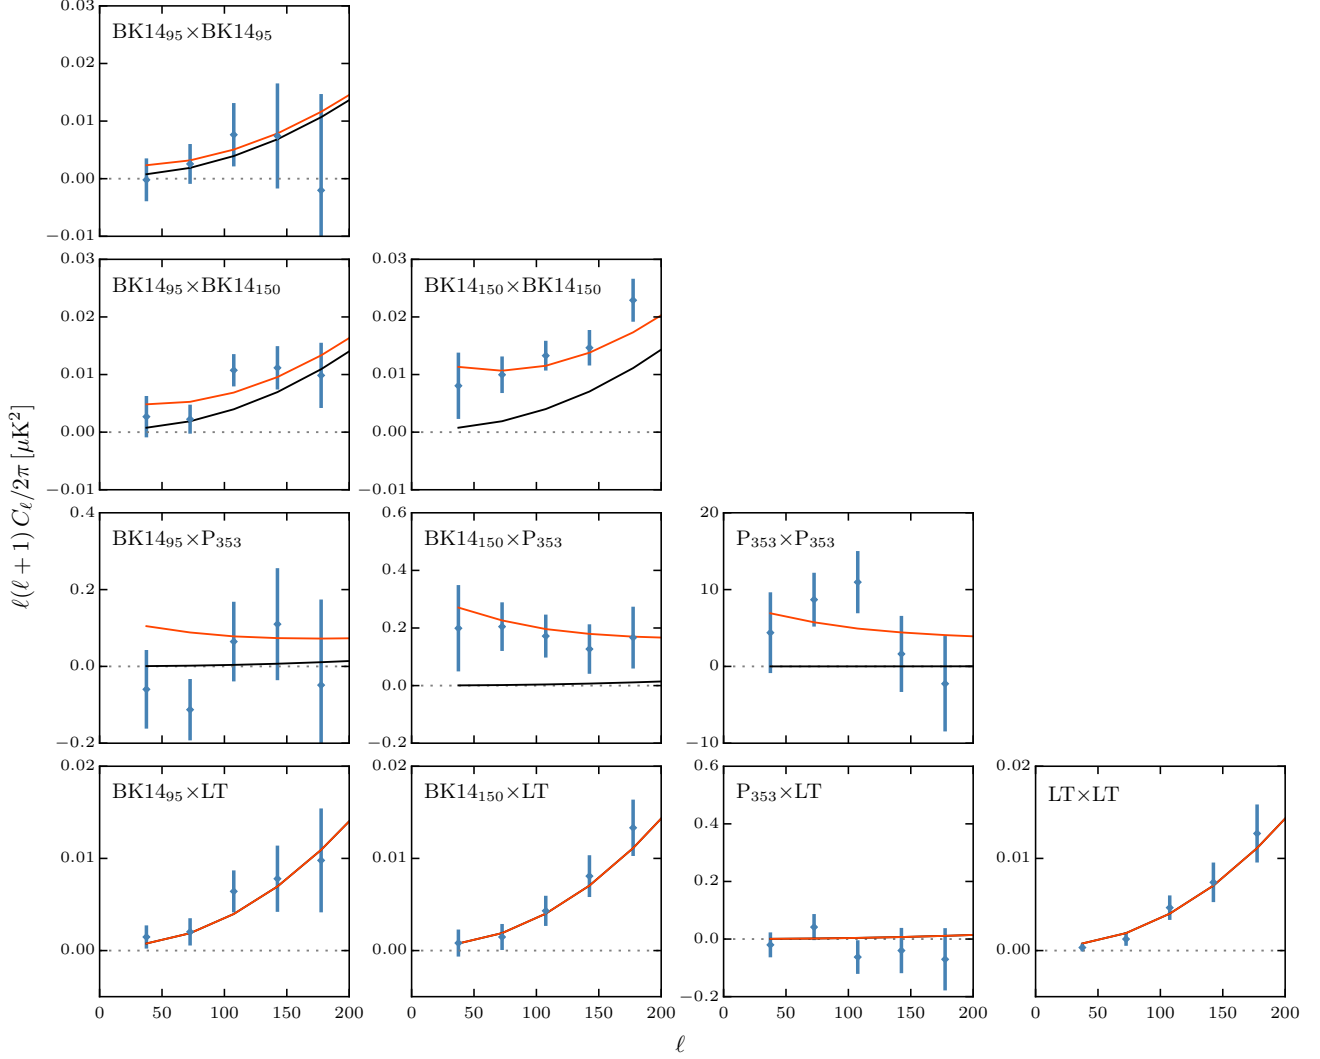 0.03
BK14₉₅×BK14₉₅
0.02
0.01
0.00
−0.01
0.03 0.03
BK14₉₅×BK14₁₅₀ BK14₁₅₀×BK14₁₅₀
0.02 0.02
0.01 0.01
0.00 0.00
−0.01 −0.01
ℓ(ℓ + 1) Cℓ/2π [μK²]
0.4 0.6 20
BK14₉₅×P₃₅₃ BK14₁₅₀×P₃₅₃ P₃₅₃×P₃₅₃
0.2 0.4 10
0.0 0.2 0
0.0
−0.2 −0.2 −10
0.02 0.02 0.6 0.02
BK14₉₅×LT BK14₁₅₀×LT P₃₅₃×LT LT×LT
0.4
0.01 0.01 0.2 0.01
0.00 0.00 0.0 0.00
−0.2
0 50 100 150 200 0 50 100 150 200 0 50 100 150 200 0 50 100 150 200
ℓ